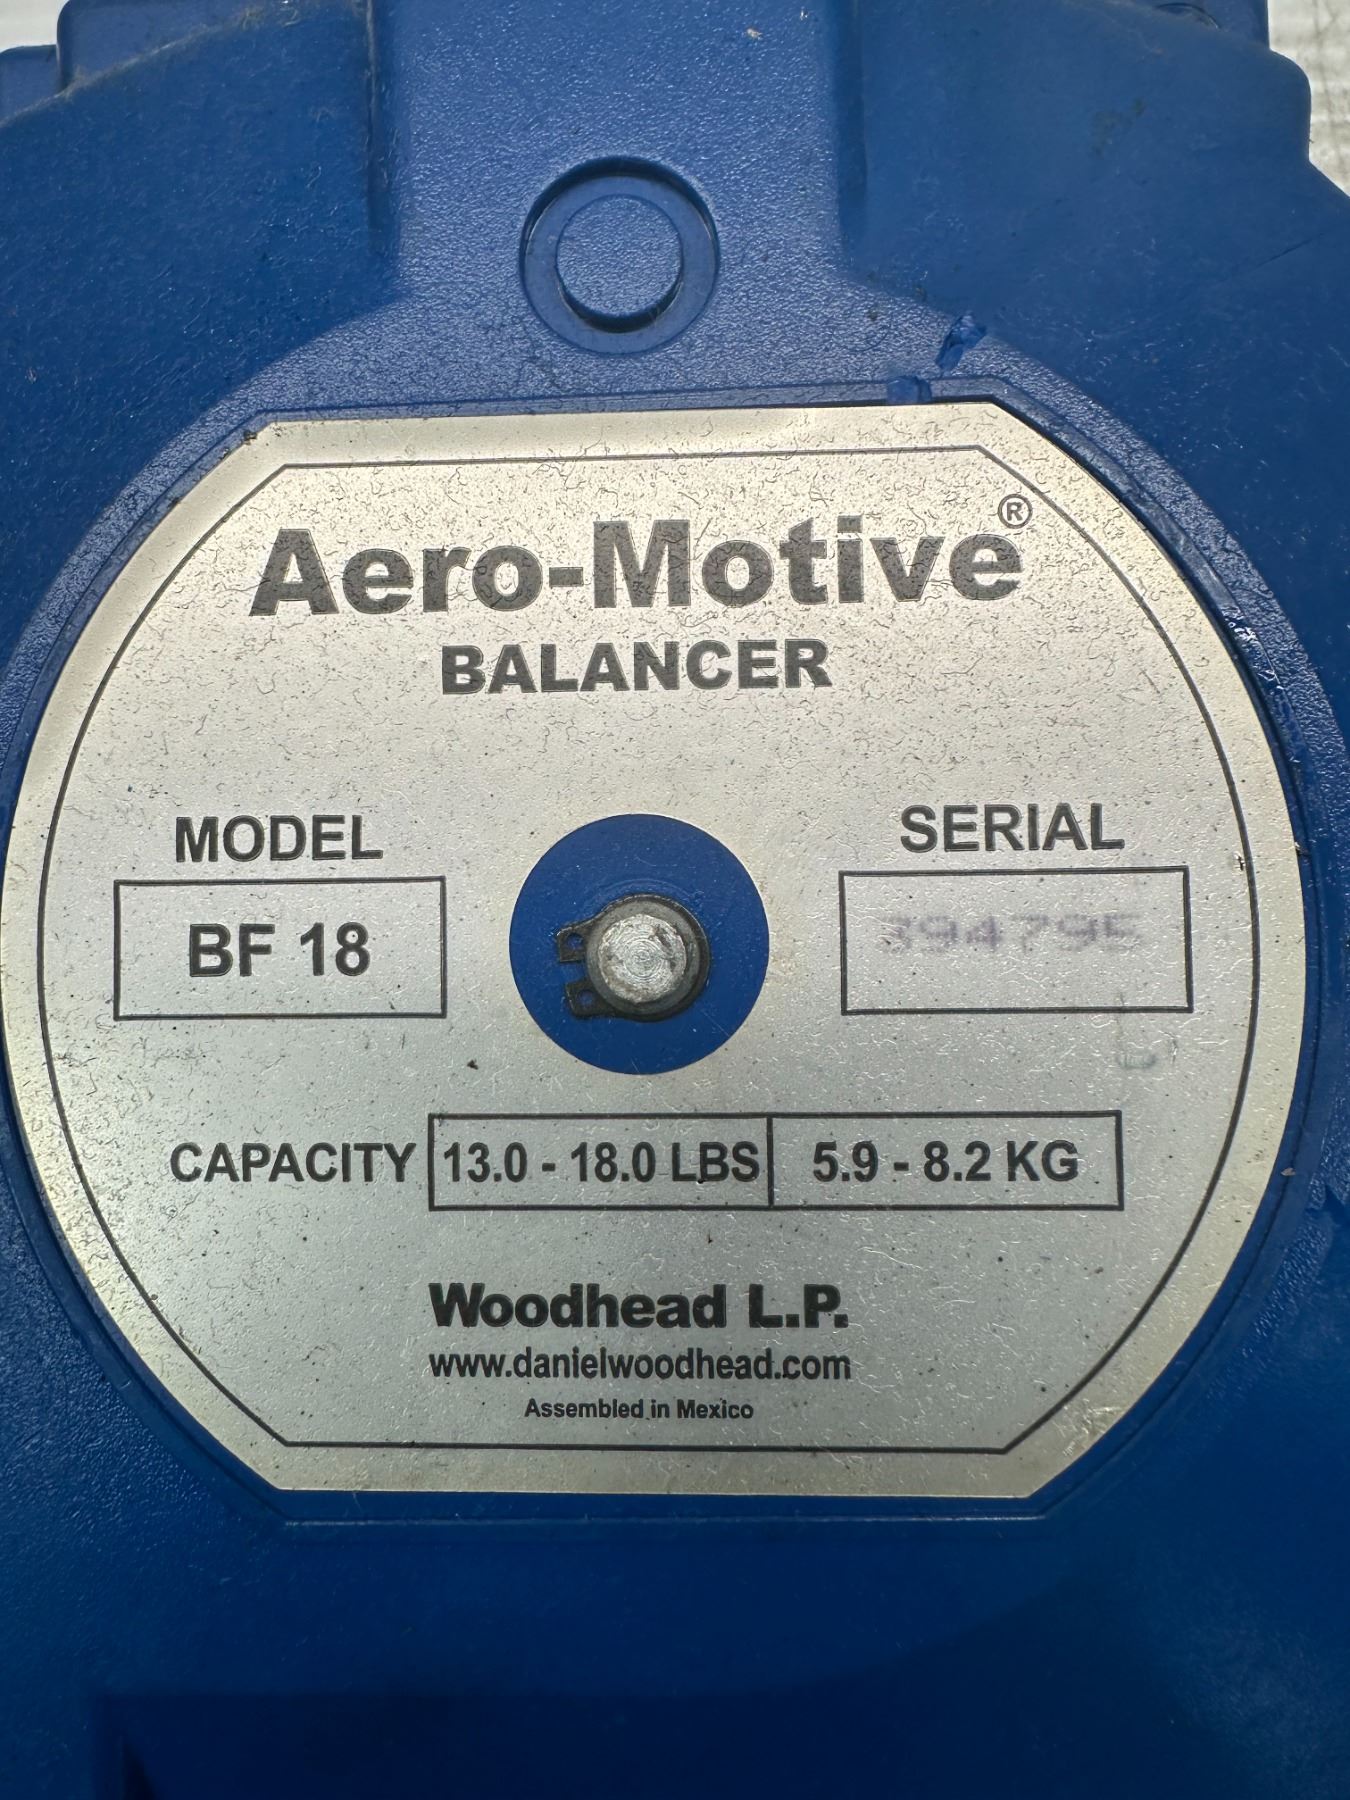 Aero-Motive®
BALANCER
MODEL
SERIAL
BF 18
CAPACITY 13.0 - 18.0 LBS 5.9 - 8.2 KG
Woodhead L.P.
www.danielwoodhead.com
Assembled in Mexico